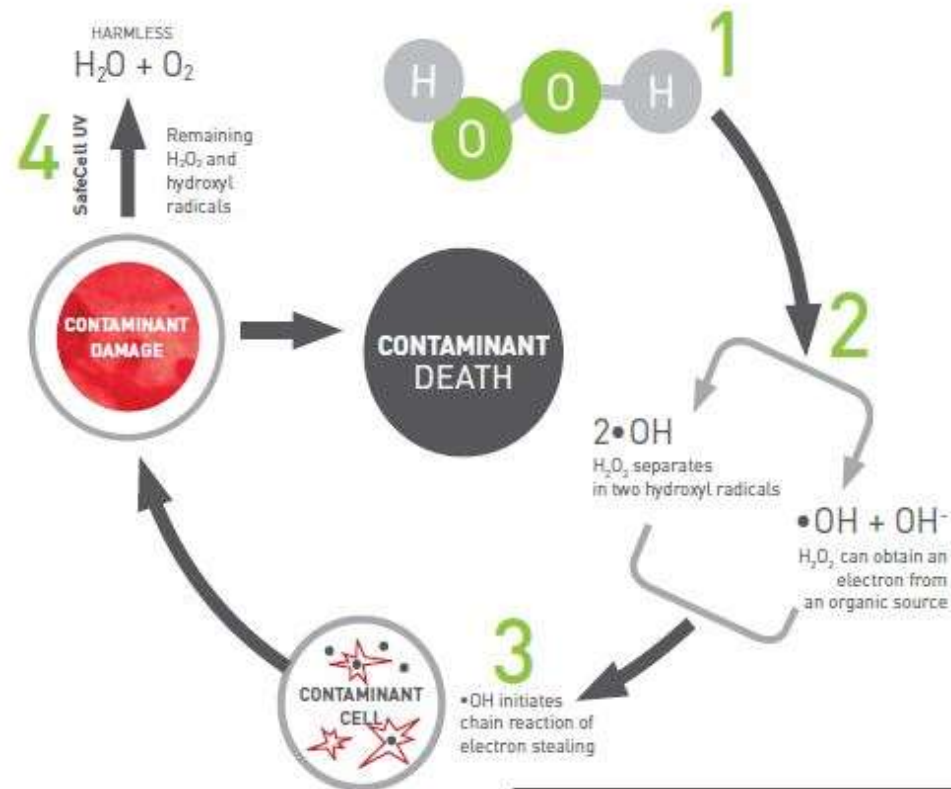 HARMLESS
H₂O + O₂
4
SafeCell UV
Remaining
H₂O₂ and
hydroxyl
radicals
H
O
O
H
1
CONTAMINANT
DAMAGE
CONTAMINANT
DEATH
2
2•OH
H₂O₂ separates
in two hydroxyl radicals
•OH + OH⁻
H₂O₂ can obtain an
electron from
an organic source
3
•OH initiates
chain reaction of
electron stealing
CONTAMINANT
CELL